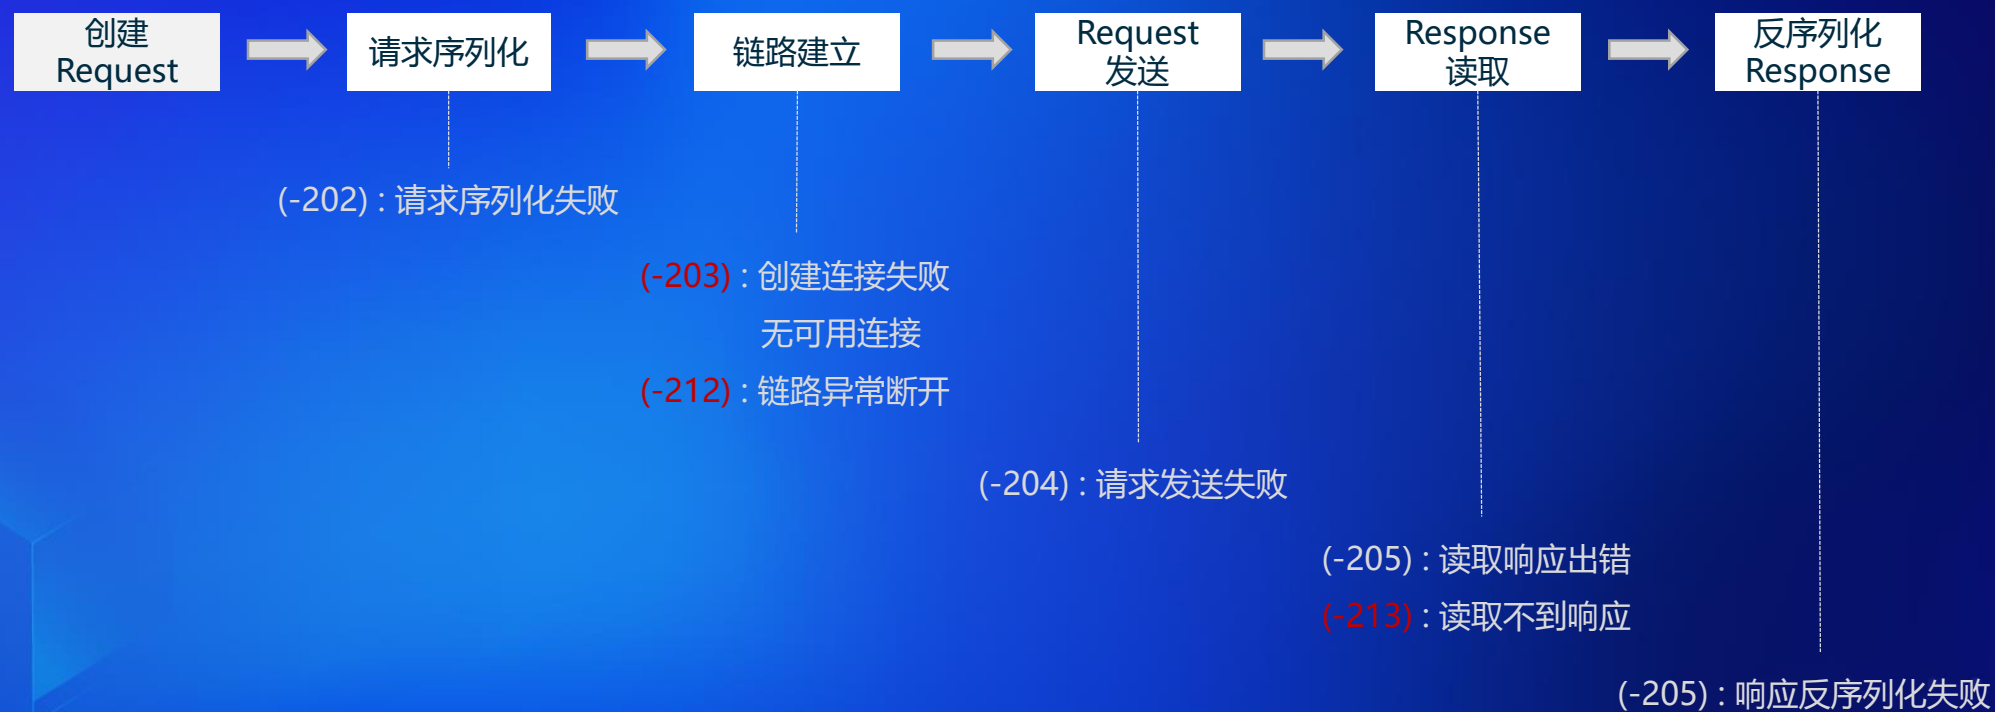 创建
Request
请求序列化
链路建立
Request
发送
Response
读取
反序列化
Response
(-202) : 请求序列化失败
(-203) : 创建连接失败
无可用连接
(-212) : 链路异常断开
(-204) : 请求发送失败
(-205) : 读取响应出错
(-213) : 读取不到响应
(-205) : 响应反序列化失败